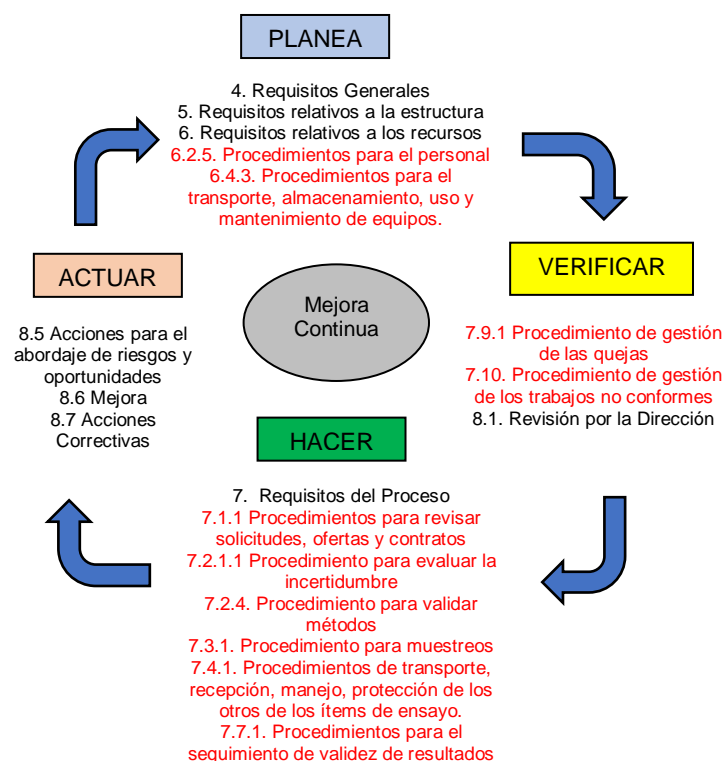 PLANEA
4. Requisitos Generales
5. Requisitos relativos a la estructura
6. Requisitos relativos a los recursos
6.2.5. Procedimientos para el personal
6.4.3. Procedimientos para el
transporte, almacenamiento, uso y
mantenimiento de equipos.
ACTUAR
8.5 Acciones para el
abordaje de riesgos y
oportunidades
8.6 Mejora
8.7 Acciones
Correctivas
Mejora
Continua
VERIFICAR
7.9.1 Procedimiento de gestión
de las quejas
7.10. Procedimiento de gestión
de los trabajos no conformes
8.1. Revisión por la Dirección
HACER
7. Requisitos del Proceso
7.1.1 Procedimientos para revisar
solicitudes, ofertas y contratos
7.2.1.1 Procedimiento para evaluar la
incertidumbre
7.2.4. Procedimiento para validar
métodos
7.3.1. Procedimiento para muestreos
7.4.1. Procedimientos de transporte,
recepción, manejo, protección de los
otros de los ítems de ensayo.
7.7.1. Procedimientos para el
seguimiento de validez de resultados